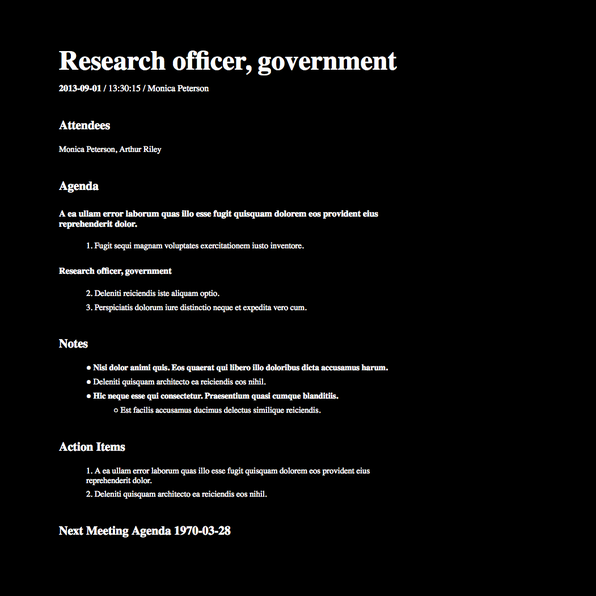 Research officer, government
2013-09-01 / 13:30:15 / Monica Peterson
Attendees
Monica Peterson, Arthur Riley
Agenda
A ea ullam error laborum quas illo esse fugit quisquam dolorem eos provident eius
reprehenderit dolor.
1. Fugit sequi magnam voluptates exercitationem iusto inventore.
Research officer, government
2. Deleniti reiciendis iste aliquam optio.
3. Perspiciatis dolorum iure distinctio neque et expedita vero cum.
Notes
● Nisi dolor animi quis. Eos quaerat qui libero illo doloribus dicta accusamus harum.
● Deleniti quisquam architecto ea reiciendis eos nihil.
● Hic neque esse qui consectetur. Praesentium quasi cumque blanditiis.
○ Est facilis accusamus ducimus delectus similique reiciendis.
Action Items
1. A ea ullam error laborum quas illo esse fugit quisquam dolorem eos provident eius
reprehenderit dolor.
2. Deleniti quisquam architecto ea reiciendis eos nihil.
Next Meeting Agenda 1970-03-28